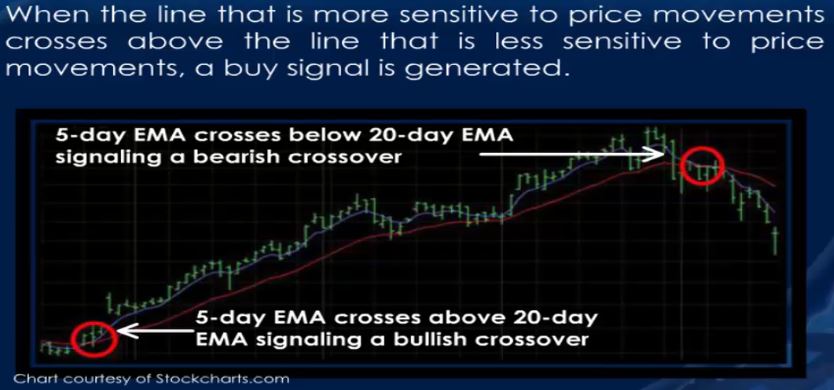 When the line that is more sensitive to price movements
crosses above the line that is less sensitive to price
movements, a buy signal is generated.
5-day EMA crosses below 20-day EMA
signaling a bearish crossover
5-day EMA crosses above 20-day
EMA signaling a bullish crossover
Chart courtesy of Stockcharts.com